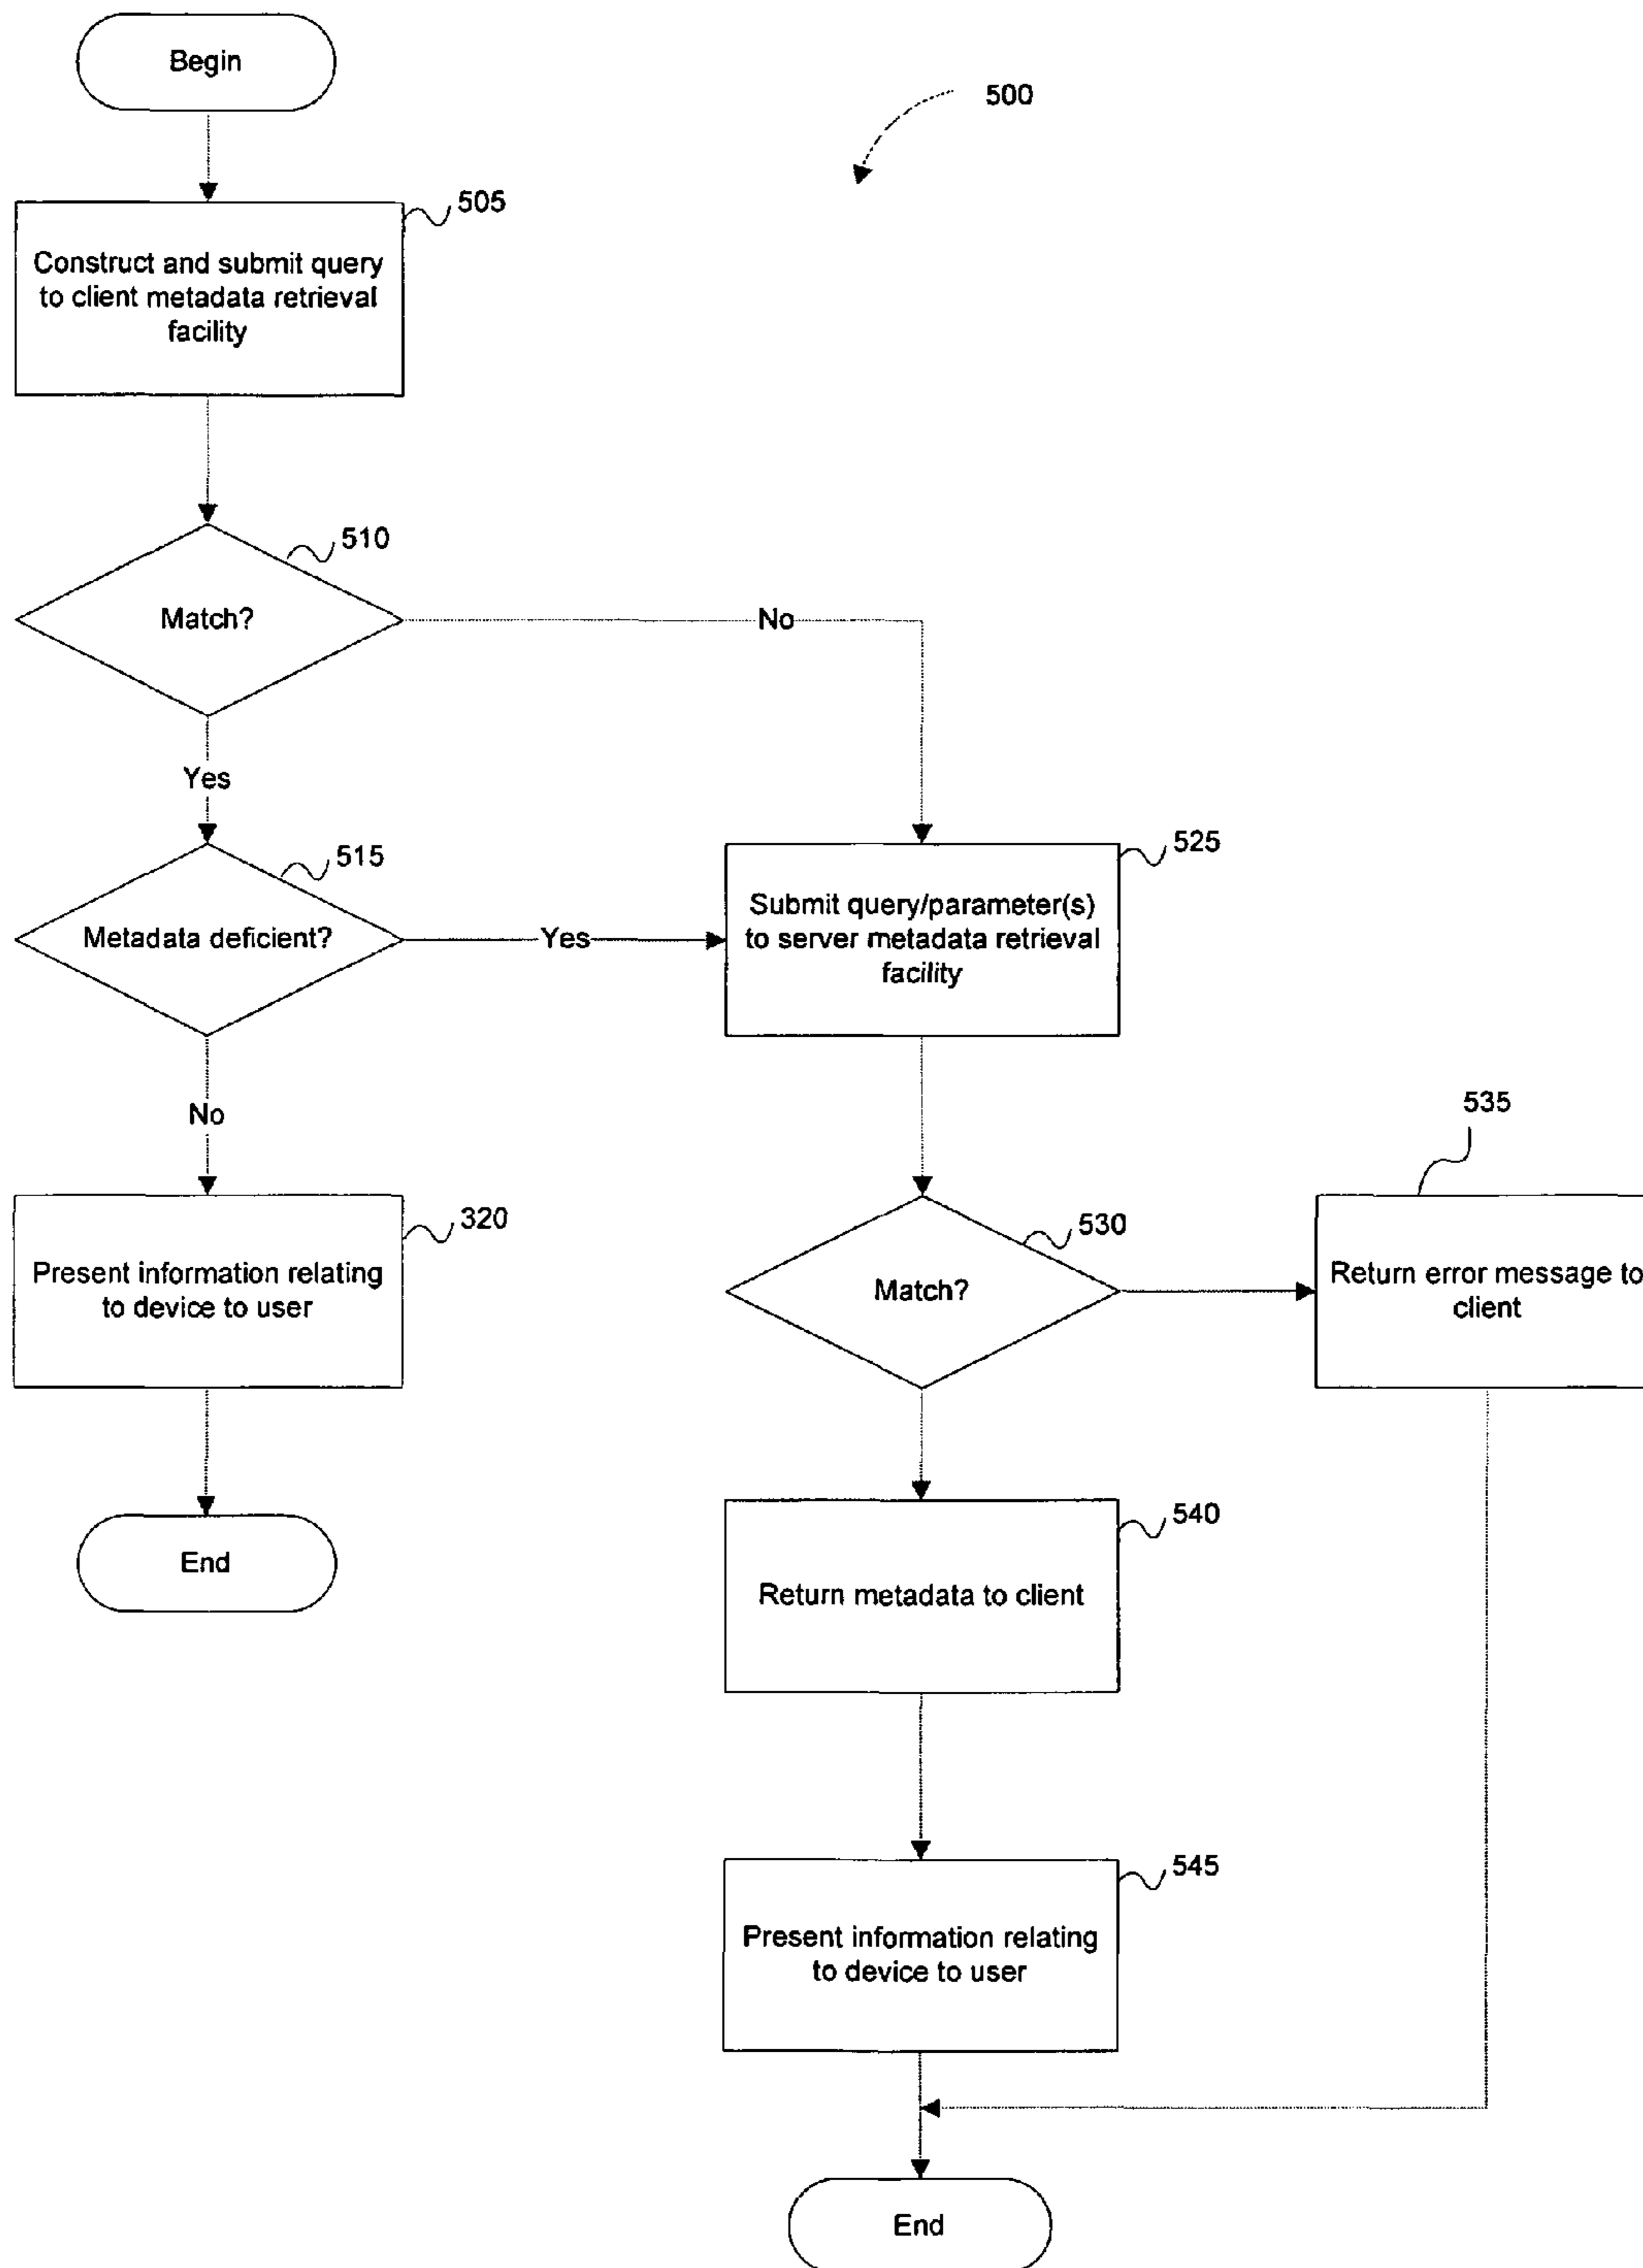 Begin
500
505
Construct and submit query
to client metadata retrieval
facility
510
Match?
No
Yes
515
Metadata deficient?
Yes
525
Submit query/parameter(s)
to server metadata retrieval
facility
No
320
Present information relating
to device to user
530
Match?
535
Return error message to
client
End
540
Return metadata to client
545
Present information relating
to device to user
End